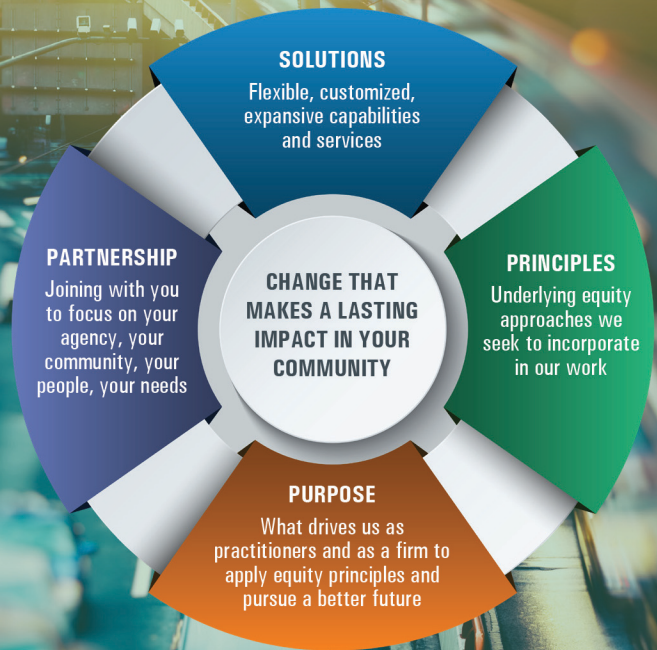 SOLUTIONS
Flexible, customized,
expansive capabilities
and services
PARTNERSHIP
Joining with you
to focus on your
agency, your
community, your
people, your needs
CHANGE THAT
MAKES A LASTING
IMPACT IN YOUR
COMMUNITY
PRINCIPLES
Underlying equity
approaches we
seek to incorporate
in our work
PURPOSE
What drives us as
practitioners and as a firm to
apply equity principles and
pursue a better future